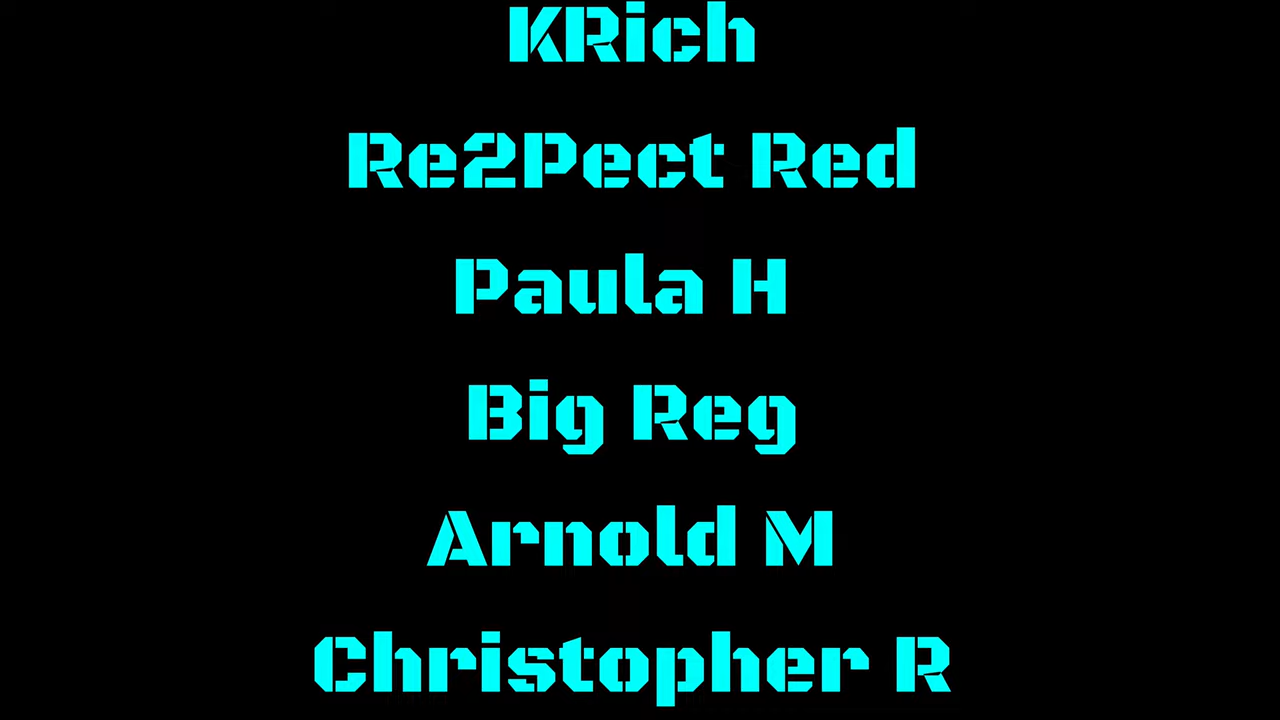 KRich
Re2Pect Red
Paula H
Big Reg
Arnold M
Christopher R